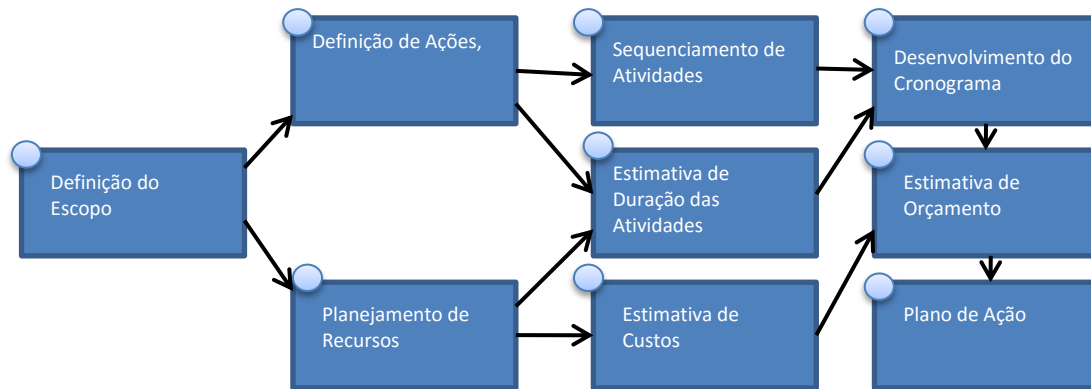 Definição do
Escopo
Definição de Ações,
Planejamento de
Recursos
Sequenciamento de
Atividades
Estimativa de
Duração das
Atividades
Estimativa de
Custos
Desenvolvimento do
Cronograma
Estimativa de
Orçamento
Plano de Ação